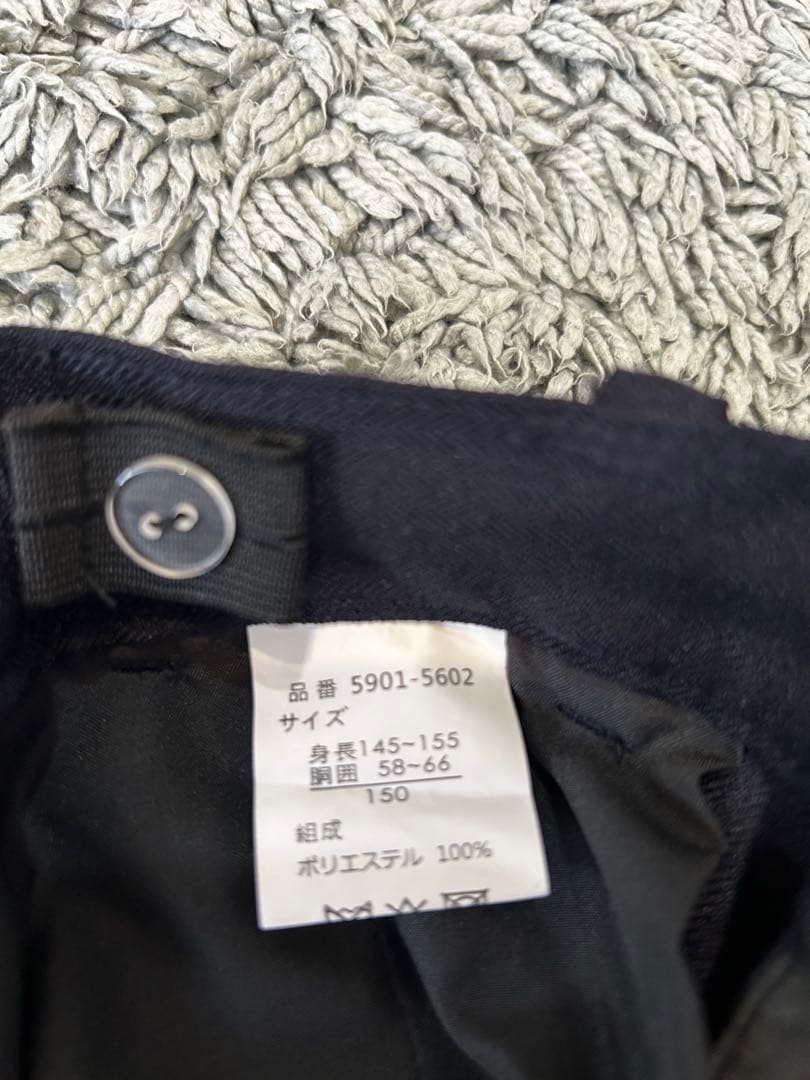 品番 5901-5602
サイズ
身長145~155
胴囲 58~66
150
組成
ポリエステル 100%